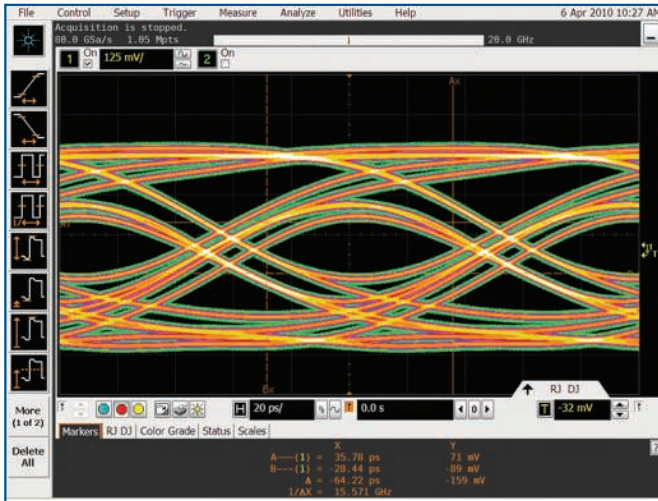 File Control Setup Trigger Measure Analyze Utilities Help 6 Apr 2010 10:27 AM
Acquisition is stopped.
80.0 GSa/s 1.05 Mpts 20.0 GHz
1 On 125 mV/ 2 On
Ax
Bx
RJ DJ
More
(1 of 2)
H 20 ps/ 0.0 s 0 T -32 mV
Markers RJ DJ Color Grade Status Scales
Delete
All
X Y
A---(1) = 35.78 ps 71 mV
B---(1) = -28.44 ps -89 mV
Δ = -64.22 ps -159 mV
1/ΔX = 15.571 GHz
?